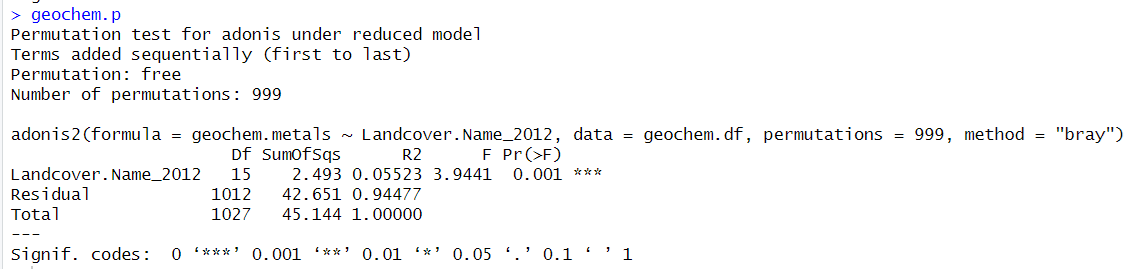 > geochem.p
Permutation test for adonis under reduced model
Terms added sequentially (first to last)
Permutation: free
Number of permutations: 999

adonis2(formula = geochem.metals ~ Landcover.Name_2012, data = geochem.df, permutations = 999, method = "bray")
                      Df SumOfSqs      R2      F Pr(>F)
Landcover.Name_2012   15    2.493 0.05523 3.9441  0.001 ***
Residual            1012   42.651 0.94477
Total               1027   45.144 1.00000
---
Signif. codes:  0 ‘***’ 0.001 ‘**’ 0.01 ‘*’ 0.05 ‘.’ 0.1 ‘ ’ 1